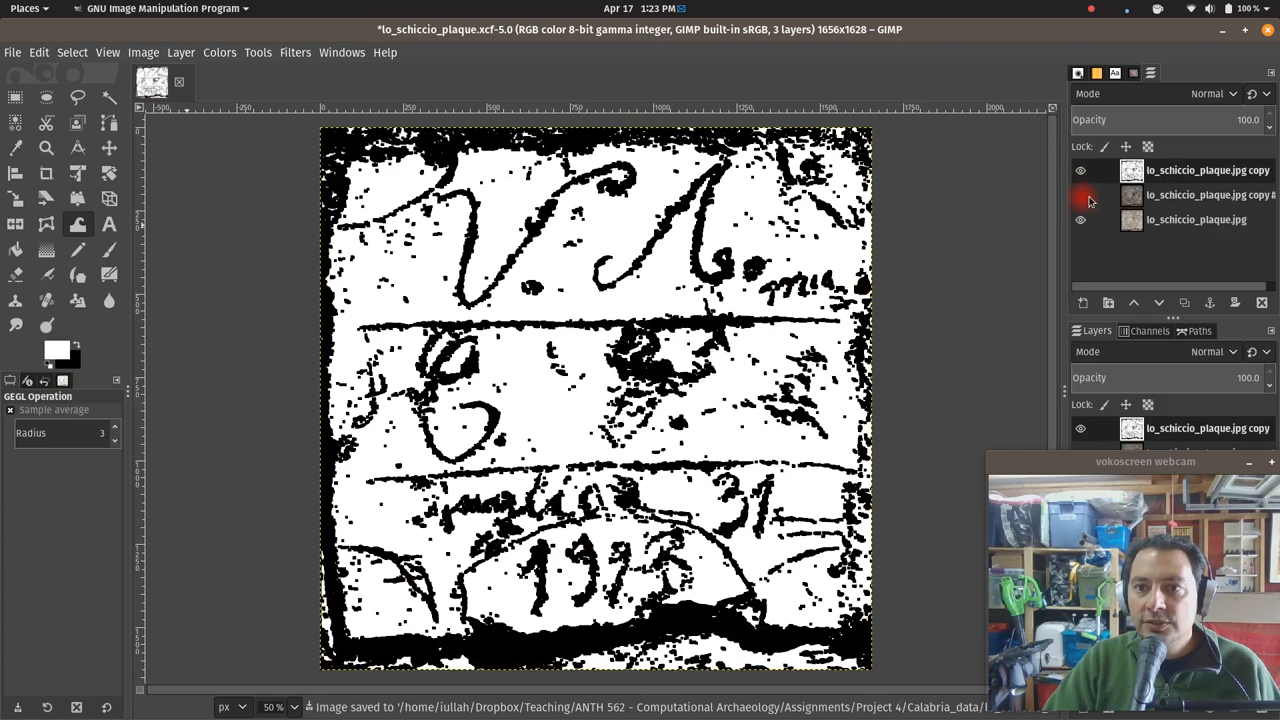 Places GNU Image Manipulation Program Apr 17 1:23 PM 100 %
*lo_schiccio_plaque.xcf-5.0 (RGB color 8-bit gamma integer, GIMP built-in sRGB, 3 layers) 1656x1628 – GIMP
File Edit Select View Image Layer Colors Tools Filters Windows Help
Mode Normal
Opacity 100.0
Lock:
lo_schiccio_plaque.jpg copy
lo_schiccio_plaque.jpg copy #
lo_schiccio_plaque.jpg
Layers Channels Paths
Mode Normal
Opacity 100.0
Lock:
lo_schiccio_plaque.jpg copy
GEGL Operation
Sample average
Radius 3
V
31
vokoscreen webcam
px 50 % Image saved to '/home/iullah/Dropbox/Teaching/ANTH 562 - Computational Archaeology/Assignments/Project 4/Calabria_data/